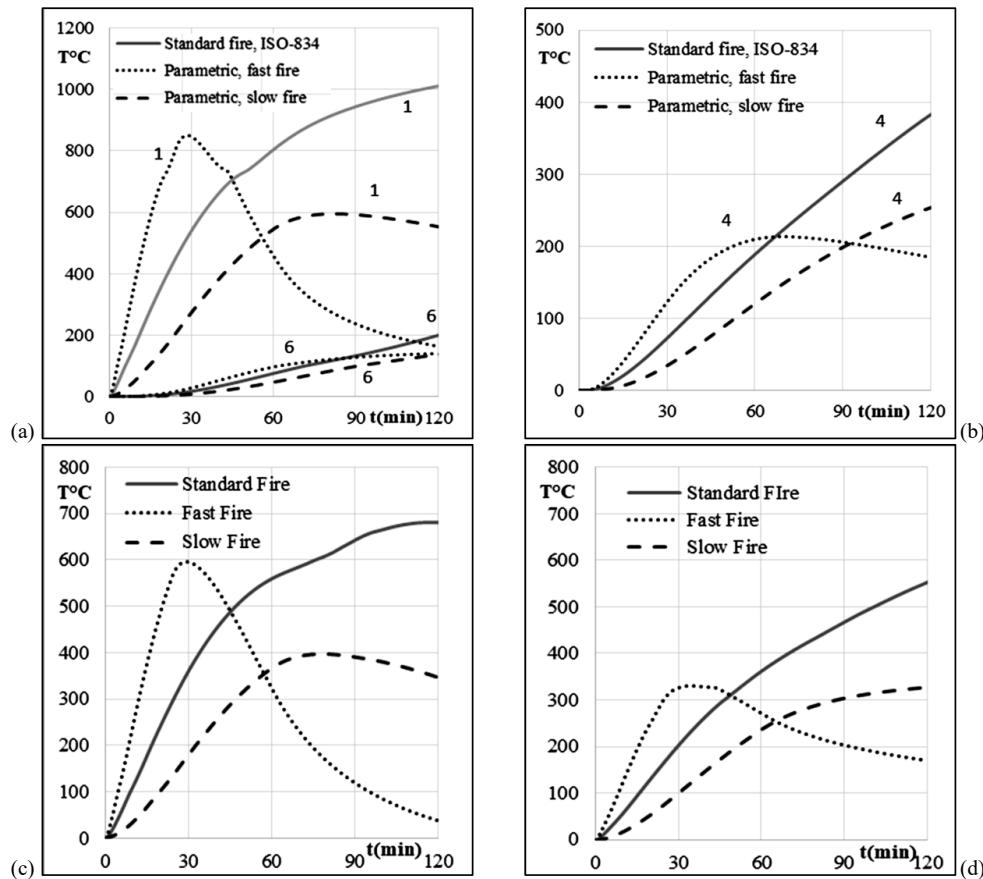 1200
T°C
1000
800
600
400
200
0
Standard fire, ISO-834
Parametric, fast fire
Parametric, slow fire
1
1
1
6
6
0 30 60 90 t(min) 120
(a)
500
T°C
400
300
200
100
0
Standard fire, ISO-834
Parametric, fast fire
Parametric, slow fire
4
4
4
0 30 60 90 t(min) 120
(b)
800
T°C
700
600
500
400
300
200
100
0
Standard Fire
Fast Fire
Slow Fire
0 30 60 90 t(min) 120
(c)
800
T°C
700
600
500
400
300
200
100
0
Standard FIre
Fast Fire
Slow Fire
0 30 60 90 t(min) 120
(d)